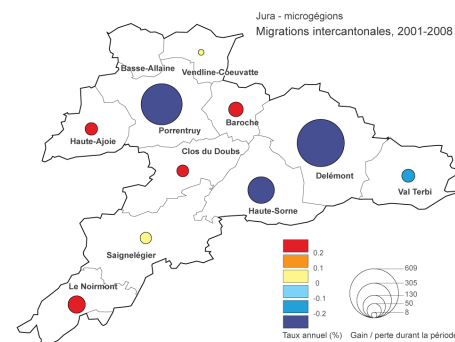 Jura - microgégions
Migrations intercantonales, 2001-2008
Basse-Allaine
Vendline-Coeuvatte
Haute-Ajoie
Porrentruy
Baroche
Clos du Doubs
Delémont
Val Terbi
Haute-Sorne
Saignelégier
Le Noirmont
0.2
0.1
0
-0.1
-0.2
609
305
130
50
8
Taux annuel (%)
Gain / perte durant la période